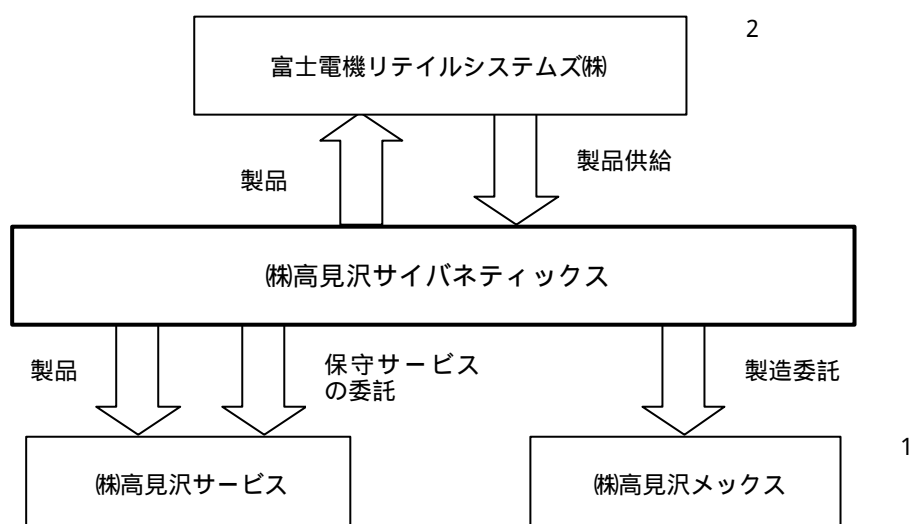 2
富士電機リテイルシステムズ㈱
製品
製品供給
㈱高見沢サイバネティックス
製品
保守サービス
の委託
製造委託
1
㈱高見沢サービス
㈱高見沢メックス